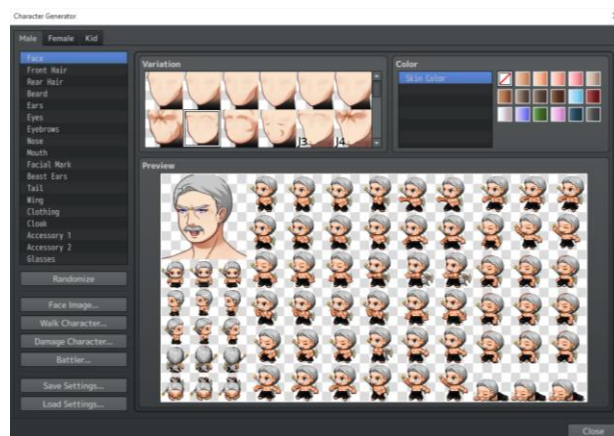 Character Generator
Male Female Kid
Face
Front Hair
Rear Hair
Beard
Ears
Eyes
Eyebrows
Nose
Mouth
Facial Mark
Beast Ears
Tail
Wing
Clothing
Cloak
Accessory 1
Accessory 2
Glasses
Randomize
Face Image...
Walk Character...
Damage Character...
Battler...
Save Settings...
Load Settings...
Variation
J3
J4
Color
Skin Color
Preview
Close